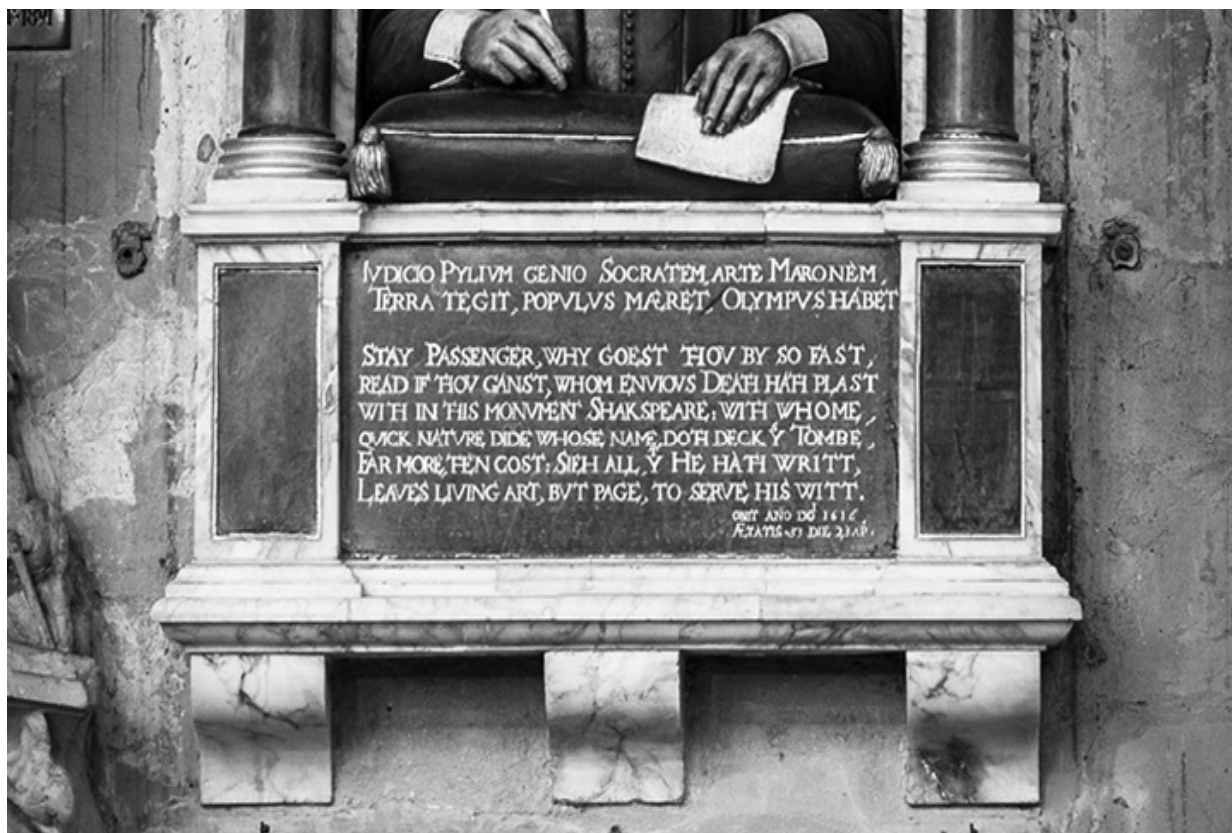 1891
IVDICIO PYLIVM GENIO SOCRATEM, ARTE MARONEM,
TERRA TEGIT, POPVLVS MÆRET, OLYMPVS HABET
STAY PASSENGER, WHY GOEST THOV BY SO FAST,
READ IF THOV CANST, WHOM ENVIOVS DEATH HATH PLAST
WITH IN THIS MONVMENT SHAKSPEARE: WITH WHOME,
QVICK NATVRE DIDE WHOSE NAME, DOTH DECK Yͤ TOMBE,
FAR MORE, THEN COST: SIEH ALL, Yͭ HE HATH WRITT,
LEAVES LIVING ART, BVT PAGE, TO SERVE HIS WITT.
OBIT ANO DOⁱ 1616
ÆTATIS·53 DIE 23 APʳ.